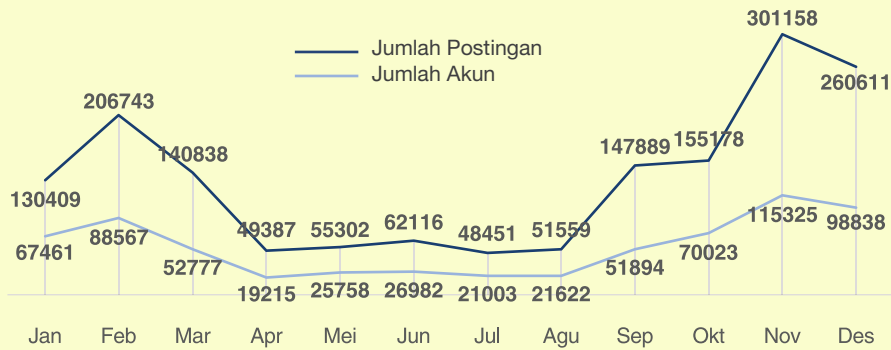 301158
Jumlah Postingan
Jumlah Akun
260611
206743
147889 155178
140838
130409
49387 55302 62116 48451 51559
67461 88567 52777 51894 70023 115325 98838
19215 25758 26982 21003 21622
Jan Feb Mar Apr Mei Jun Jul Agu Sep Okt Nov Des